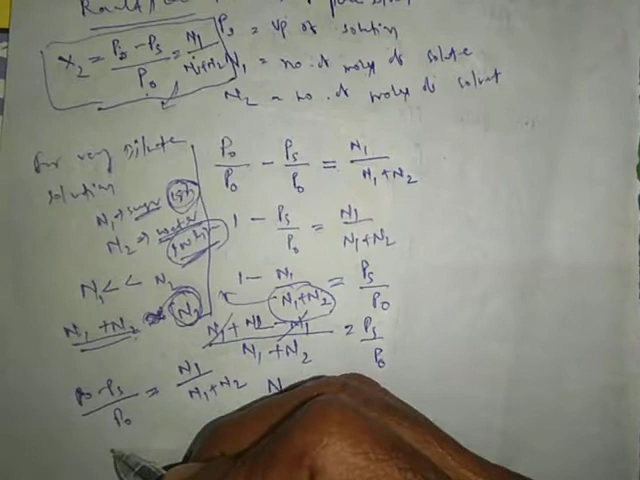 X₂ = (P₀ - Pₛ)/P₀ = N₁/(N₁+N₂)
Pₛ = vp of solution
N₁ = no. of moles of solute
N₂ = no. of moles of solvent
For very Dilute
solution
N₁ → sugar
N₂ → water
N₁ << N₂
N₁ + N₂ N₂
P₀/P₀ - Pₛ/P₀ = N₁/(N₁+N₂)
1 - Pₛ/P₀ = N₁/(N₁+N₂)
1 - N₁/(N₁+N₂) = Pₛ/P₀
(N₁+N₂-N₁)/(N₁+N₂) = Pₛ/P₀
(P₀-Pₛ)/P₀ = N₁/(N₁+N₂) N